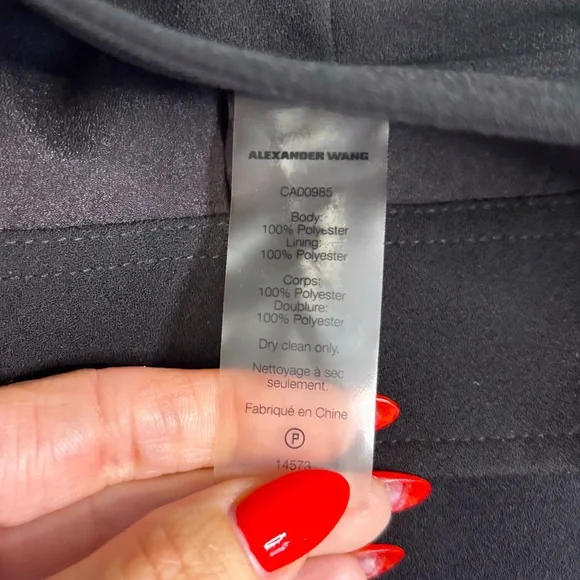 ALEXANDER WANG
CA00985
Body:
100% Polyester
Lining:
100% Polyester
Corps:
100% Polyester
Doublure:
100% Polyester
Dry clean only.
Nettoyage à sec
seulement.
Fabriqué en Chine
P
14573